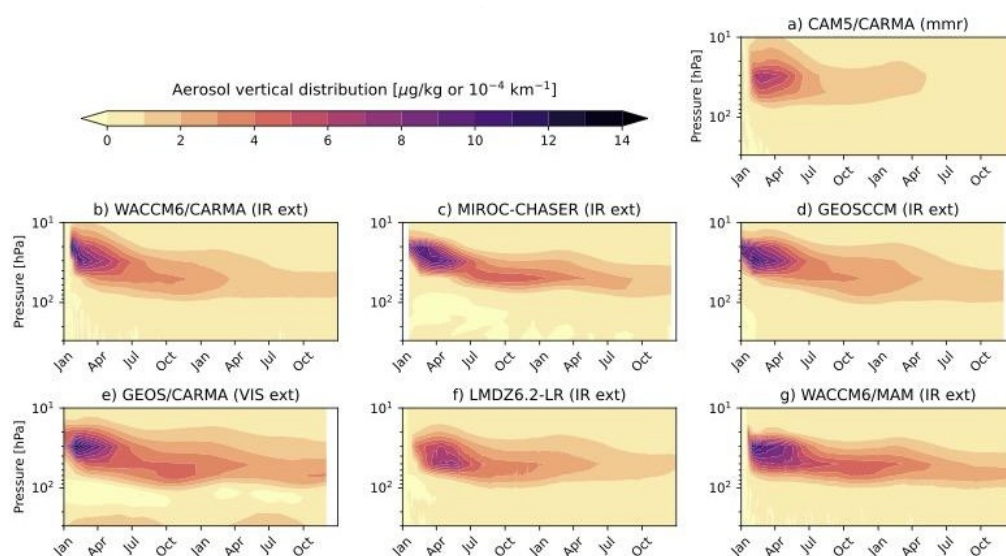 a) CAM5/CARMA (mmr)
Pressure [hPa]
10¹
10²
Jan Apr Jul Oct Jan Apr Jul Oct
Aerosol vertical distribution [μg/kg or 10⁻⁴ km⁻¹]
0 2 4 6 8 10 12 14
b) WACCM6/CARMA (IR ext)
Pressure [hPa]
10¹
10²
Jan Apr Jul Oct Jan Apr Jul Oct
c) MIROC-CHASER (IR ext)
Jan Apr Jul Oct Jan Apr Jul Oct
d) GEOSCCM (IR ext)
10¹
10²
Jan Apr Jul Oct Jan Apr Jul Oct
e) GEOS/CARMA (VIS ext)
Pressure [hPa]
10¹
10²
Jan Apr Jul Oct Jan Apr Jul Oct
f) LMDZ6.2-LR (IR ext)
Jan Apr Jul Oct Jan Apr Jul Oct
g) WACCM6/MAM (IR ext)
10¹
10²
Jan Apr Jul Oct Jan Apr Jul Oct